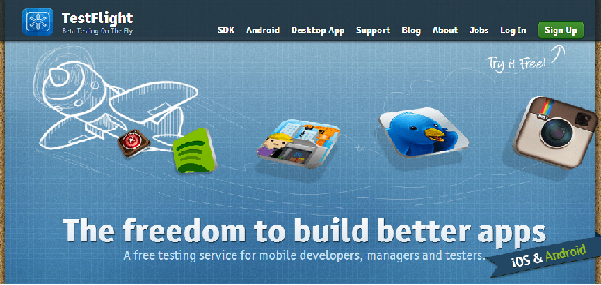 TestFlight
Beta Testing On The Fly
SDK Android Desktop App Support Blog About Jobs Log In Sign Up
Try it Free!
The freedom to build better apps
A free testing service for mobile developers, managers and testers.
iOS & Android